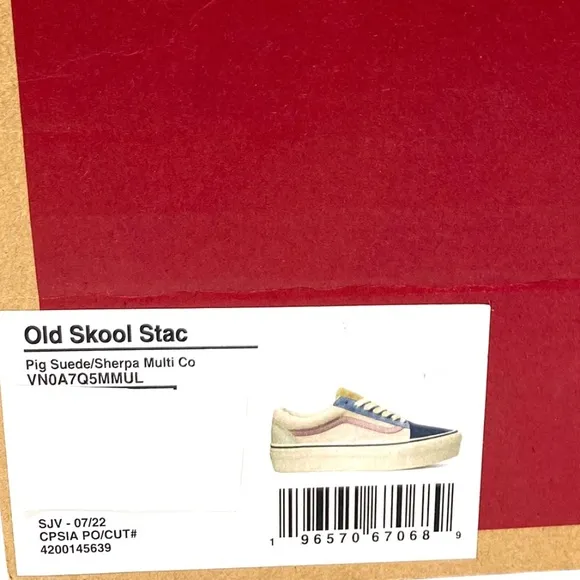 Old Skool Stac
Pig Suede/Sherpa Multi Co
VN0A7Q5MMUL
SJV - 07/22
CPSIA PO/CUT#
4200145639
1 96570 67068 9